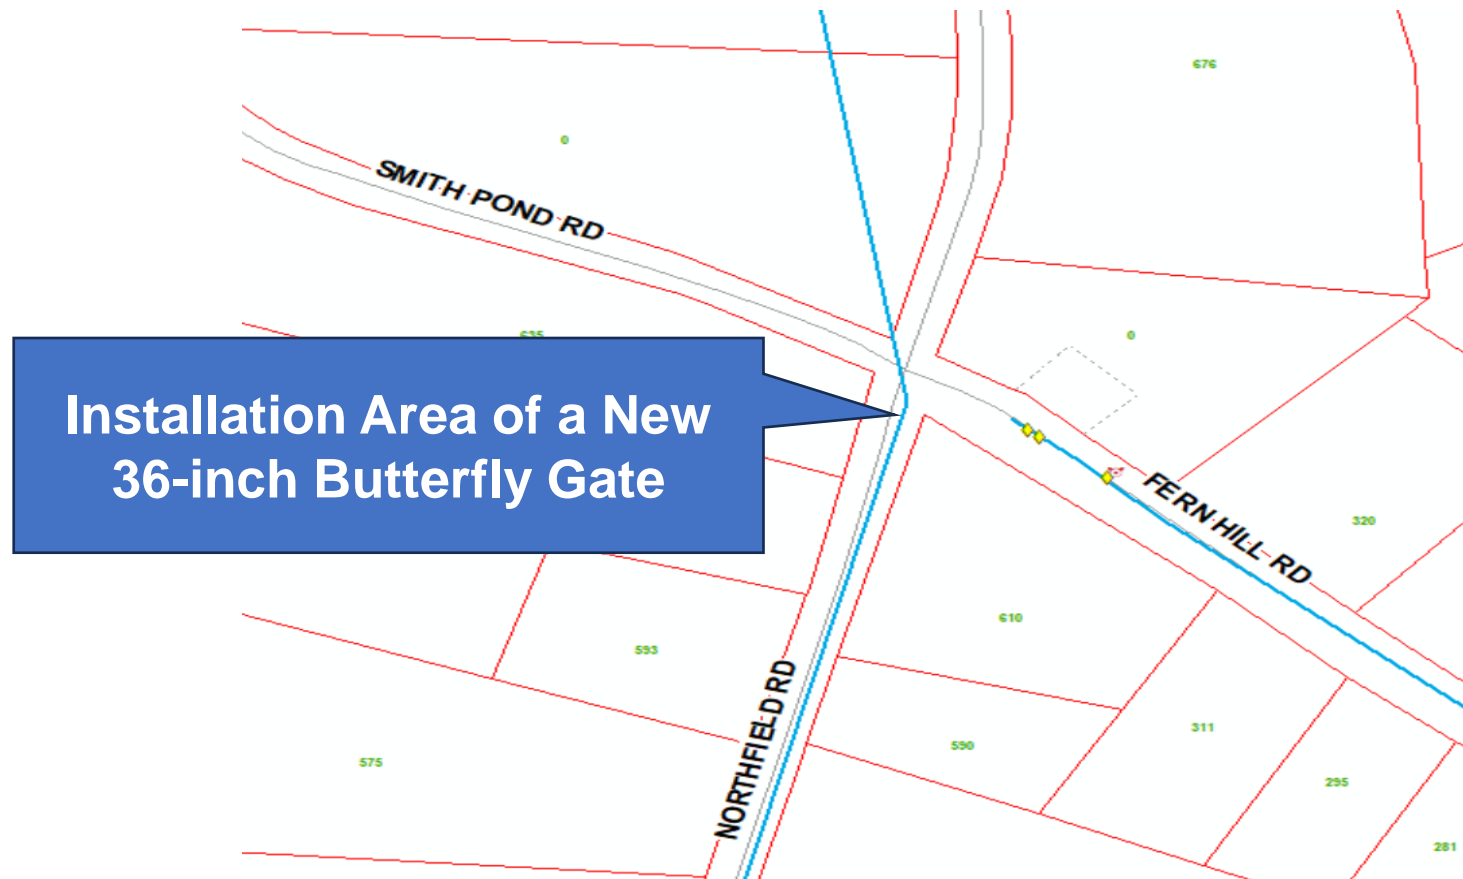 676
0
SMITH POND RD
635
0
Installation Area of a New
36-inch Butterfly Gate
FERN HILL RD
320
610
593
NORTHFIELD RD
311
590
575
295
281